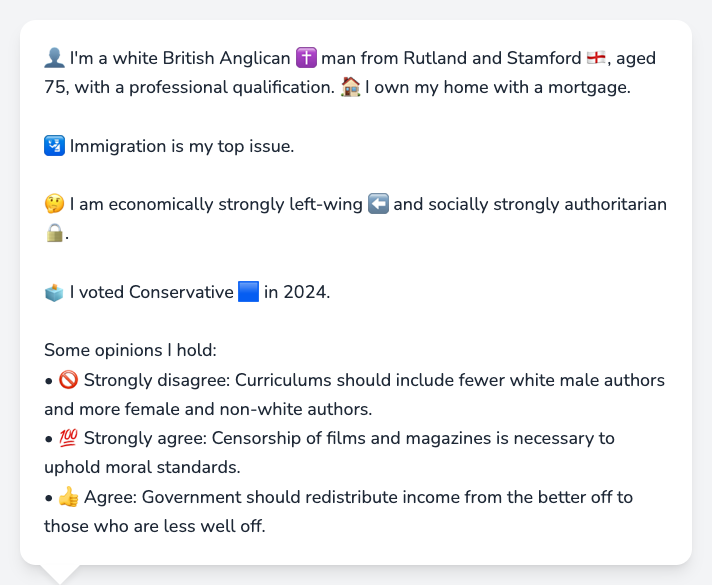 👤 I'm a white British Anglican ✝️ man from Rutland and Stamford 🏴󠁧󠁢󠁥󠁮󠁧󠁿, aged
75, with a professional qualification. 🏠 I own my home with a mortgage.
🛂 Immigration is my top issue.
🤔 I am economically strongly left-wing ⬅️ and socially strongly authoritarian
🔒.
🗳️ I voted Conservative 🟦 in 2024.
Some opinions I hold:
• 🚫 Strongly disagree: Curriculums should include fewer white male authors
and more female and non-white authors.
• 💯 Strongly agree: Censorship of films and magazines is necessary to
uphold moral standards.
• 👍 Agree: Government should redistribute income from the better off to
those who are less well off.